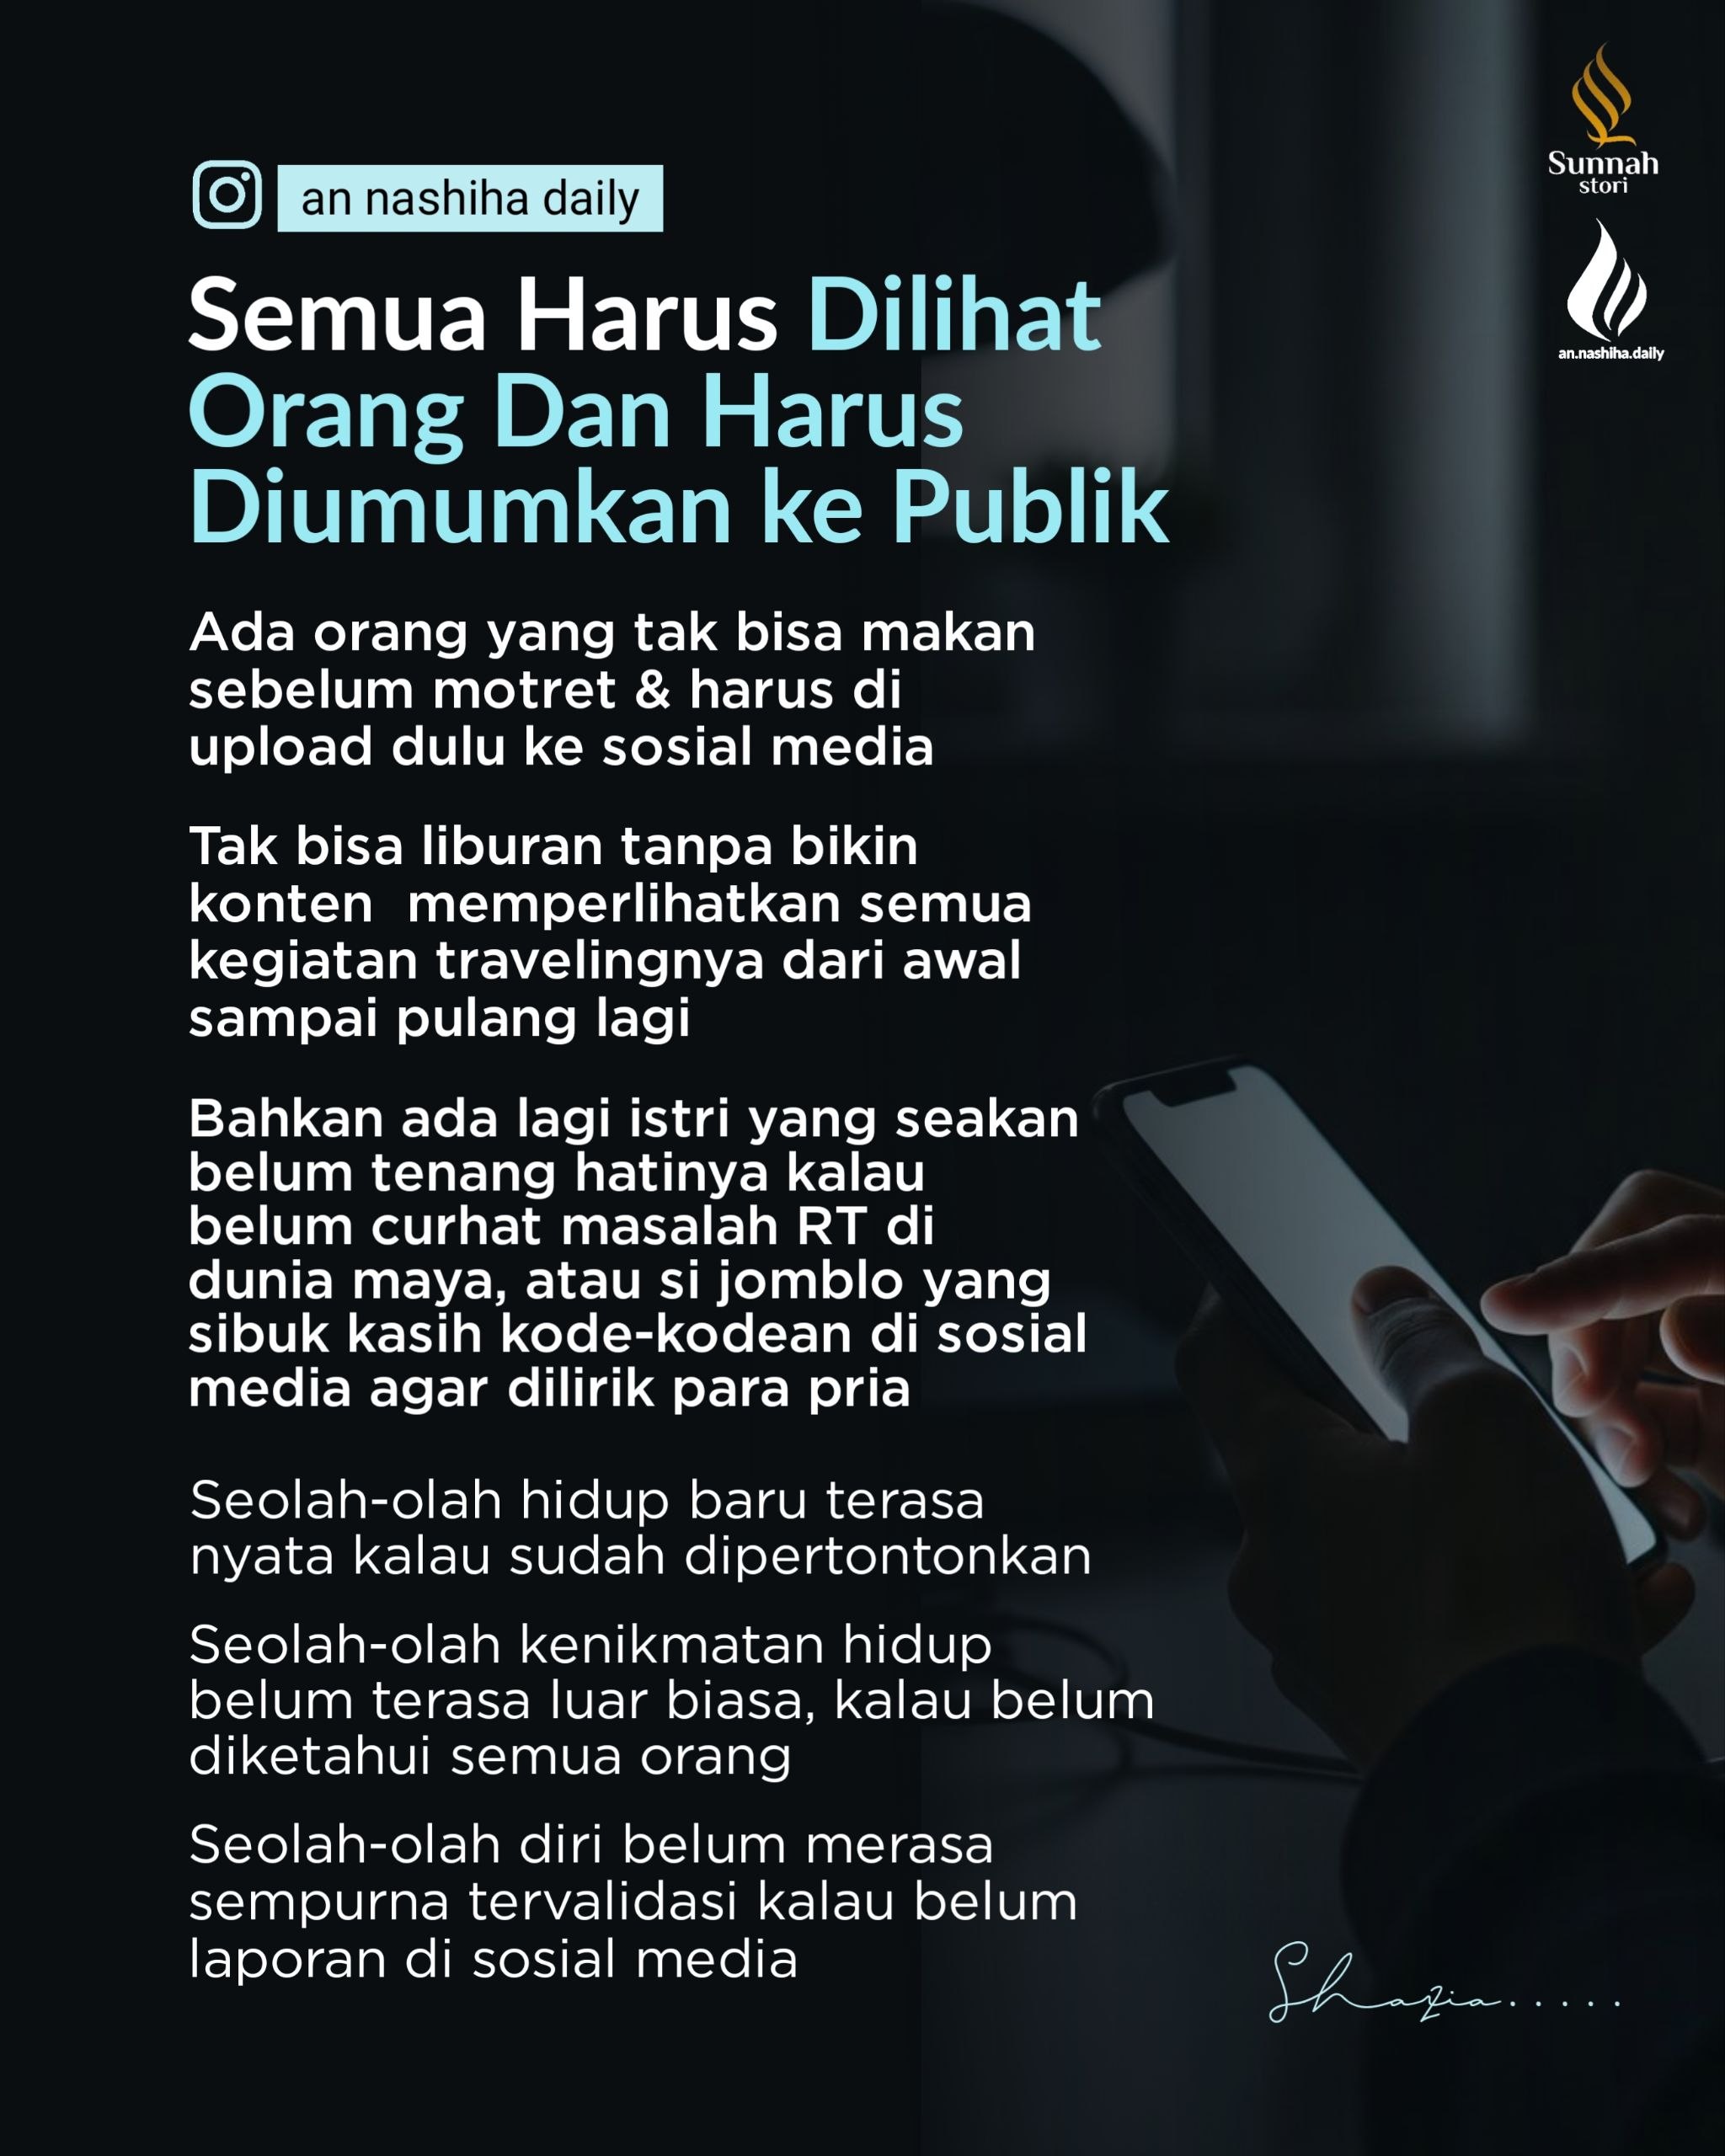 an nashiha daily
Sunnah
stori
an.nashiha.daily
Semua Harus Dilihat
Orang Dan Harus
Diumumkan ke Publik
Ada orang yang tak bisa makan
sebelum motret & harus di
upload dulu ke sosial media
Tak bisa liburan tanpa bikin
konten  memperlihatkan semua
kegiatan travelingnya dari awal
sampai pulang lagi
Bahkan ada lagi istri yang seakan
belum tenang hatinya kalau
belum curhat masalah RT di
dunia maya, atau si jomblo yang
sibuk kasih kode-kodean di sosial
media agar dilirik para pria
Seolah-olah hidup baru terasa
nyata kalau sudah dipertontonkan
Seolah-olah kenikmatan hidup
belum terasa luar biasa, kalau belum
diketahui semua orang
Seolah-olah diri belum merasa
sempurna tervalidasi kalau belum
laporan di sosial media
Shazia.....